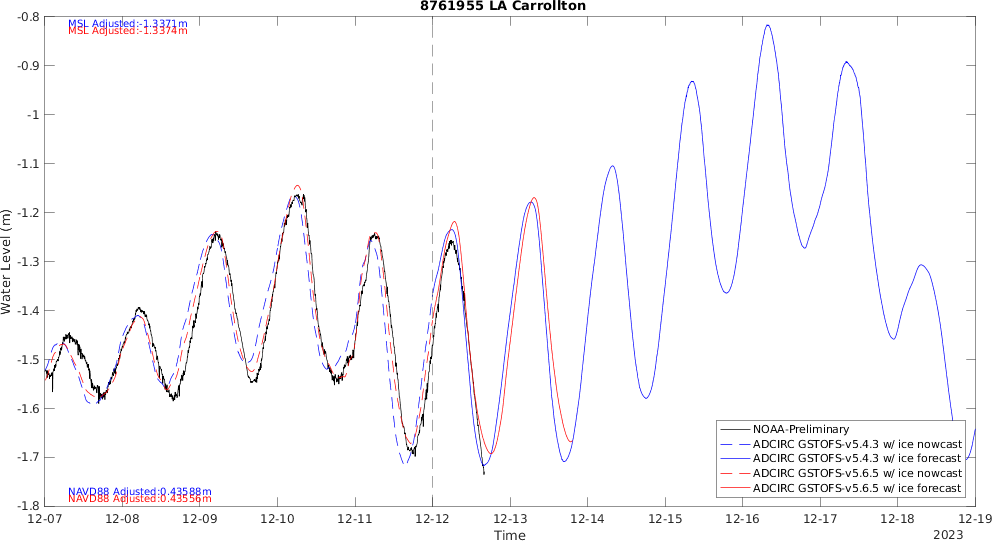 8761955 LA Carrollton
MSL Adjusted:-1.3371m
MSL Adjusted:-1.3374m
-0.8
-0.9
-1
-1.1
-1.2
-1.3
-1.4
-1.5
-1.6
-1.7
-1.8
Water Level (m)
NOAA-Preliminary
ADCIRC GSTOFS-v5.4.3 w/ ice nowcast
ADCIRC GSTOFS-v5.4.3 w/ ice forecast
ADCIRC GSTOFS-v5.6.5 w/ ice nowcast
ADCIRC GSTOFS-v5.6.5 w/ ice forecast
NAVD88 Adjusted:0.43588m
NAVD88 Adjusted:0.43556m
12-07 12-08 12-09 12-10 12-11 12-12 12-13 12-14 12-15 12-16 12-17 12-18 12-19
Time
2023